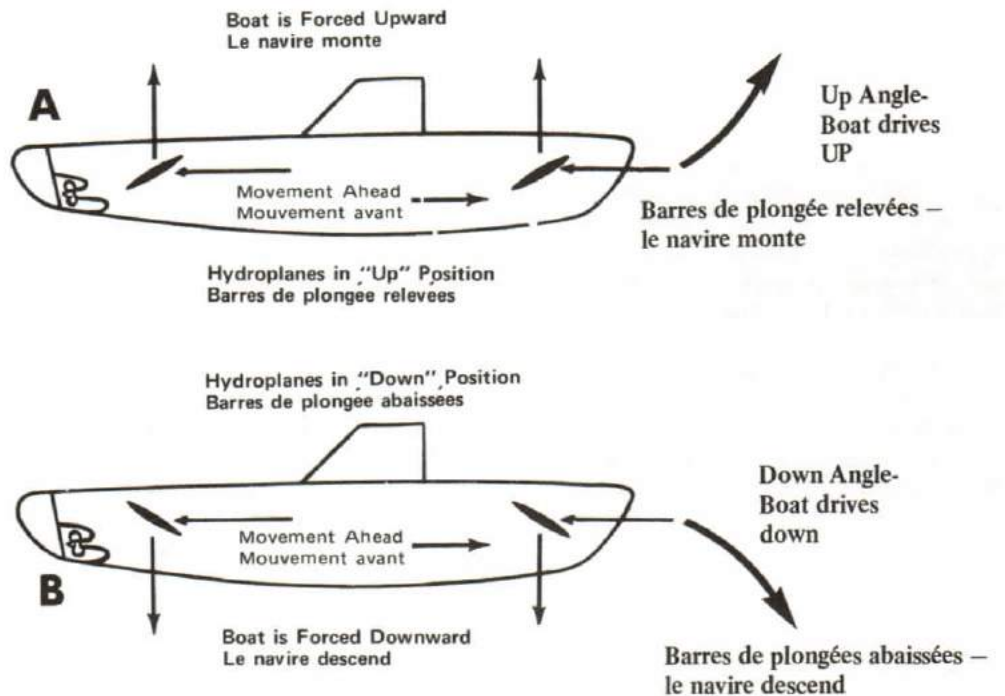 Boat is Forced Upward
Le navire monte
A
Up Angle-
Boat drives
UP
Movement Ahead
Mouvement avant
Barres de plongée relevées –
le navire monte
Hydroplanes in "Up" Position
Barres de plongée relevees
Hydroplanes in "Down" Position
Barres de plongee abaissées
Down Angle-
Boat drives
down
Movement Ahead
Mouvement avant
B
Boat is Forced Downward
Le navire descend
Barres de plongées abaissées –
le navire descend